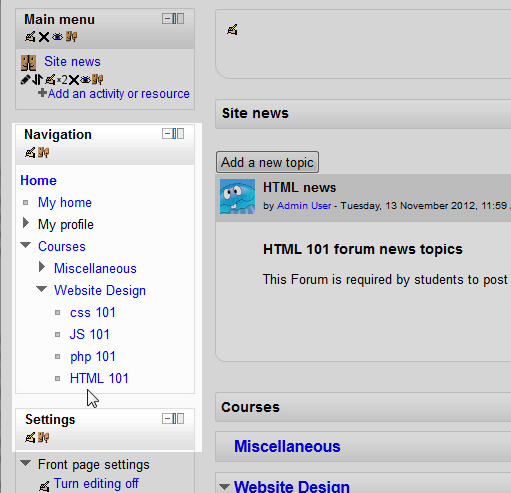 Main menu
Site news
×2
Add an activity or resource
Navigation
Home
My home
My profile
Courses
Miscellaneous
Website Design
css 101
JS 101
php 101
HTML 101
Settings
Front page settings
Turn editing off
Site news
Add a new topic
HTML news
by Admin User - Tuesday, 13 November 2012, 11:59
HTML 101 forum news topics
This Forum is required by students to post
Courses
Miscellaneous
Website Design